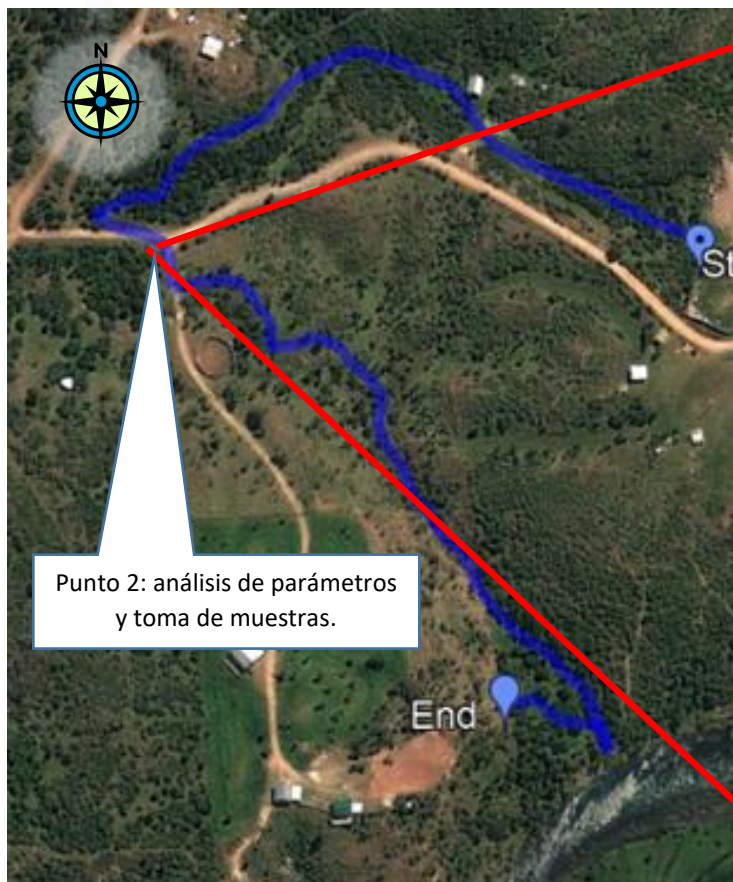 N
St
Punto 2: análisis de parámetros
y toma de muestras.
End